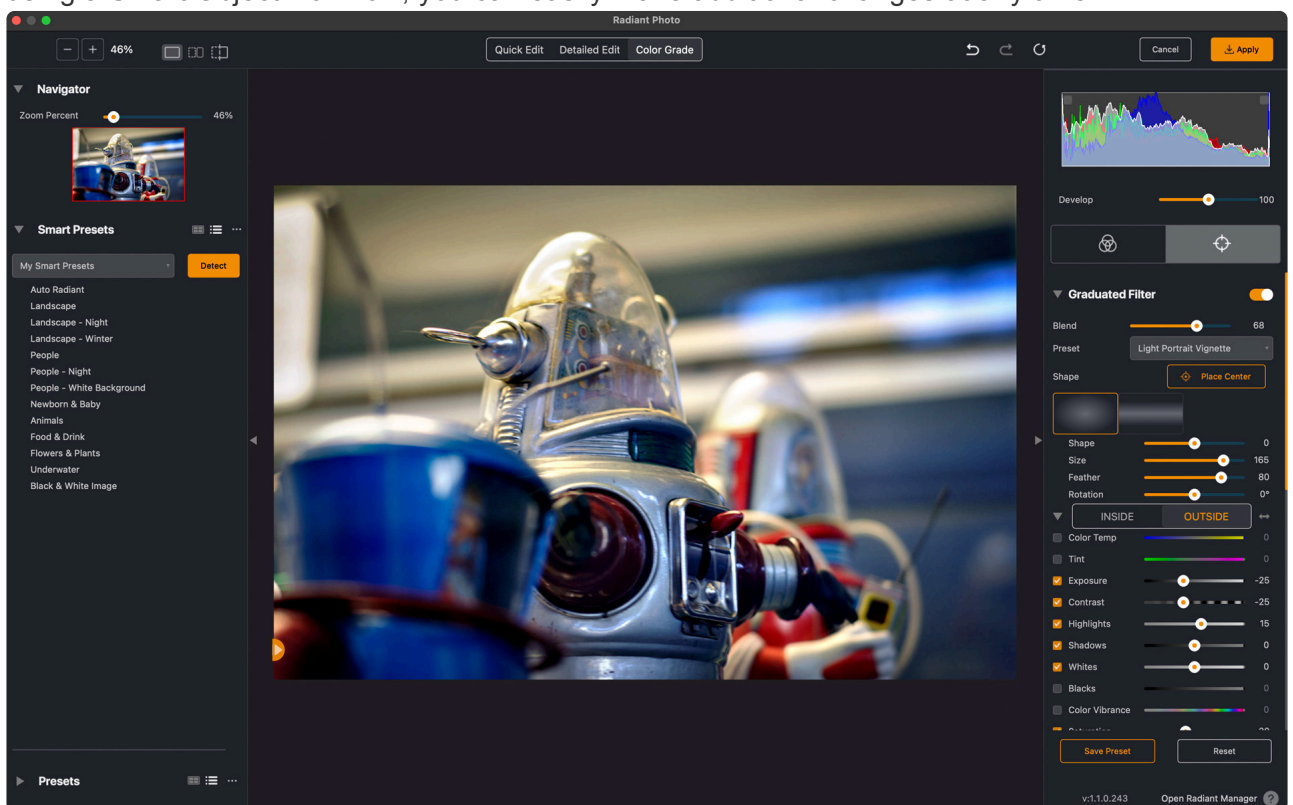 Radiant Photo
46%
Quick Edit Detailed Edit Color Grade
Cancel
Apply
Navigator
Zoom Percent 46%
Smart Presets
My Smart Presets
Detect
Auto Radiant
Landscape
Landscape - Night
Landscape - Winter
People
People - Night
People - White Background
Newborn & Baby
Animals
Food & Drink
Flowers & Plants
Underwater
Black & White Image
Presets
Develop 100
Graduated Filter
Blend 68
Preset Light Portrait Vignette
Shape Place Center
Shape 0
Size 165
Feather 80
Rotation 0°
INSIDE OUTSIDE
Color Temp 0
Tint 0
Exposure -25
Contrast -25
Highlights 15
Shadows 0
Whites 0
Blacks 0
Color Vibrance 0
Save Preset
Reset
v:1.1.0.243 Open Radiant Manager ?